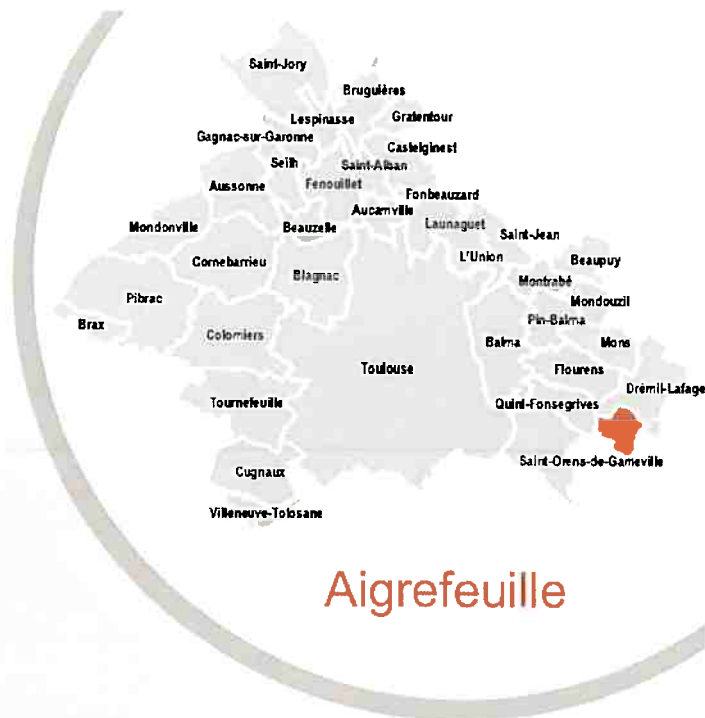 Saint-Jory
Bruguières
Lespinasse
Gratentour
Gagnac-sur-Garonne
Castelginest
Seilh
Saint-Alban
Aussonne
Fenouillet
Fonbeauzard
Aucamville
Launaguet
Mondonville
Beauzelle
Saint-Jean
L'Union
Cornebarrieu
Beaupuy
Blagnac
Montrabé
Pibrac
Mondouzil
Brax
Pin-Balma
Colomiers
Balma
Mons
Toulouse
Flourens
Drémil-Lafage
Tournefeuille
Quint-Fonsegrives
Saint-Orens-de-Gameville
Cugnaux
Villeneuve-Tolosane
Aigrefeuille